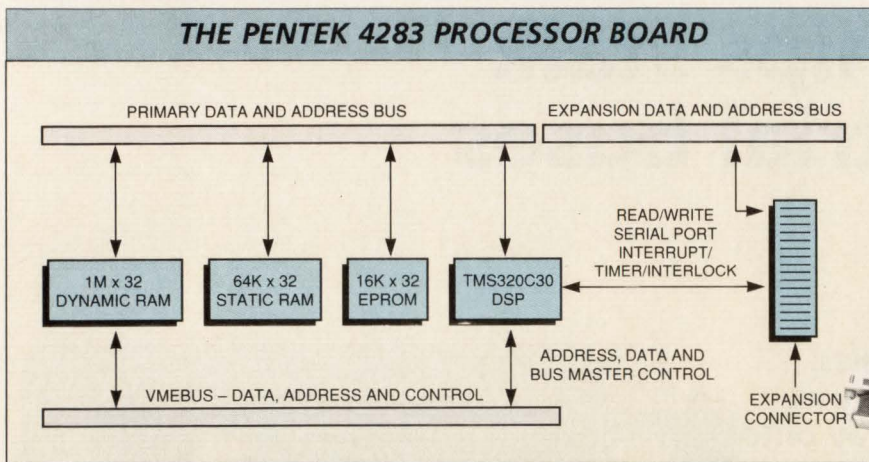 THE PENTEK 4283 PROCESSOR BOARD
PRIMARY DATA AND ADDRESS BUS
EXPANSION DATA AND ADDRESS BUS
READ/WRITE
SERIAL PORT
INTERRUPT/
TIMER/INTERLOCK
1M x 32
DYNAMIC RAM
64K x 32
STATIC RAM
16K x 32
EPROM
TMS320C30
DSP
ADDRESS, DATA AND
BUS MASTER CONTROL
VMEBUS – DATA, ADDRESS AND CONTROL
EXPANSION
CONNECTOR